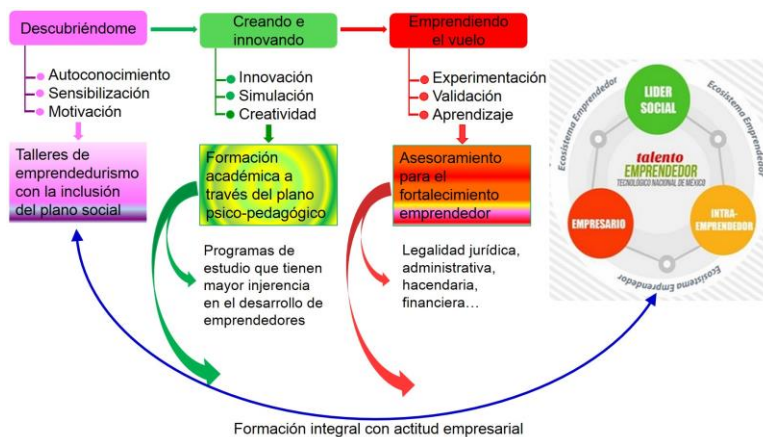 Descubriéndome
Autoconocimiento
Sensibilización
Motivación
Talleres de
emprendedurismo
con la inclusión
del plano social
Creando e
innovando
Innovación
Simulación
Creatividad
Formación
académica a
través del plano
psico-pedagógico
Programas de
estudio que tienen
mayor injerencia
en el desarrollo de
emprendedores
Emprendiendo
el vuelo
Experimentación
Validación
Aprendizaje
Asesoramiento
para el
fortalecimiento
emprendedor
Legalidad jurídica,
administrativa,
hacendaria,
financiera...
Ecosistema Emprendedor
LIDER
SOCIAL
Ecosistema Emprendedor
talento
EMPRENDEDOR
TECNOLÓGICO NACIONAL DE MÉXICO
EMPRESARIO
INTRA-
EMPRENDEDOR
Ecosistema Emprendedor
Formación integral con actitud empresarial